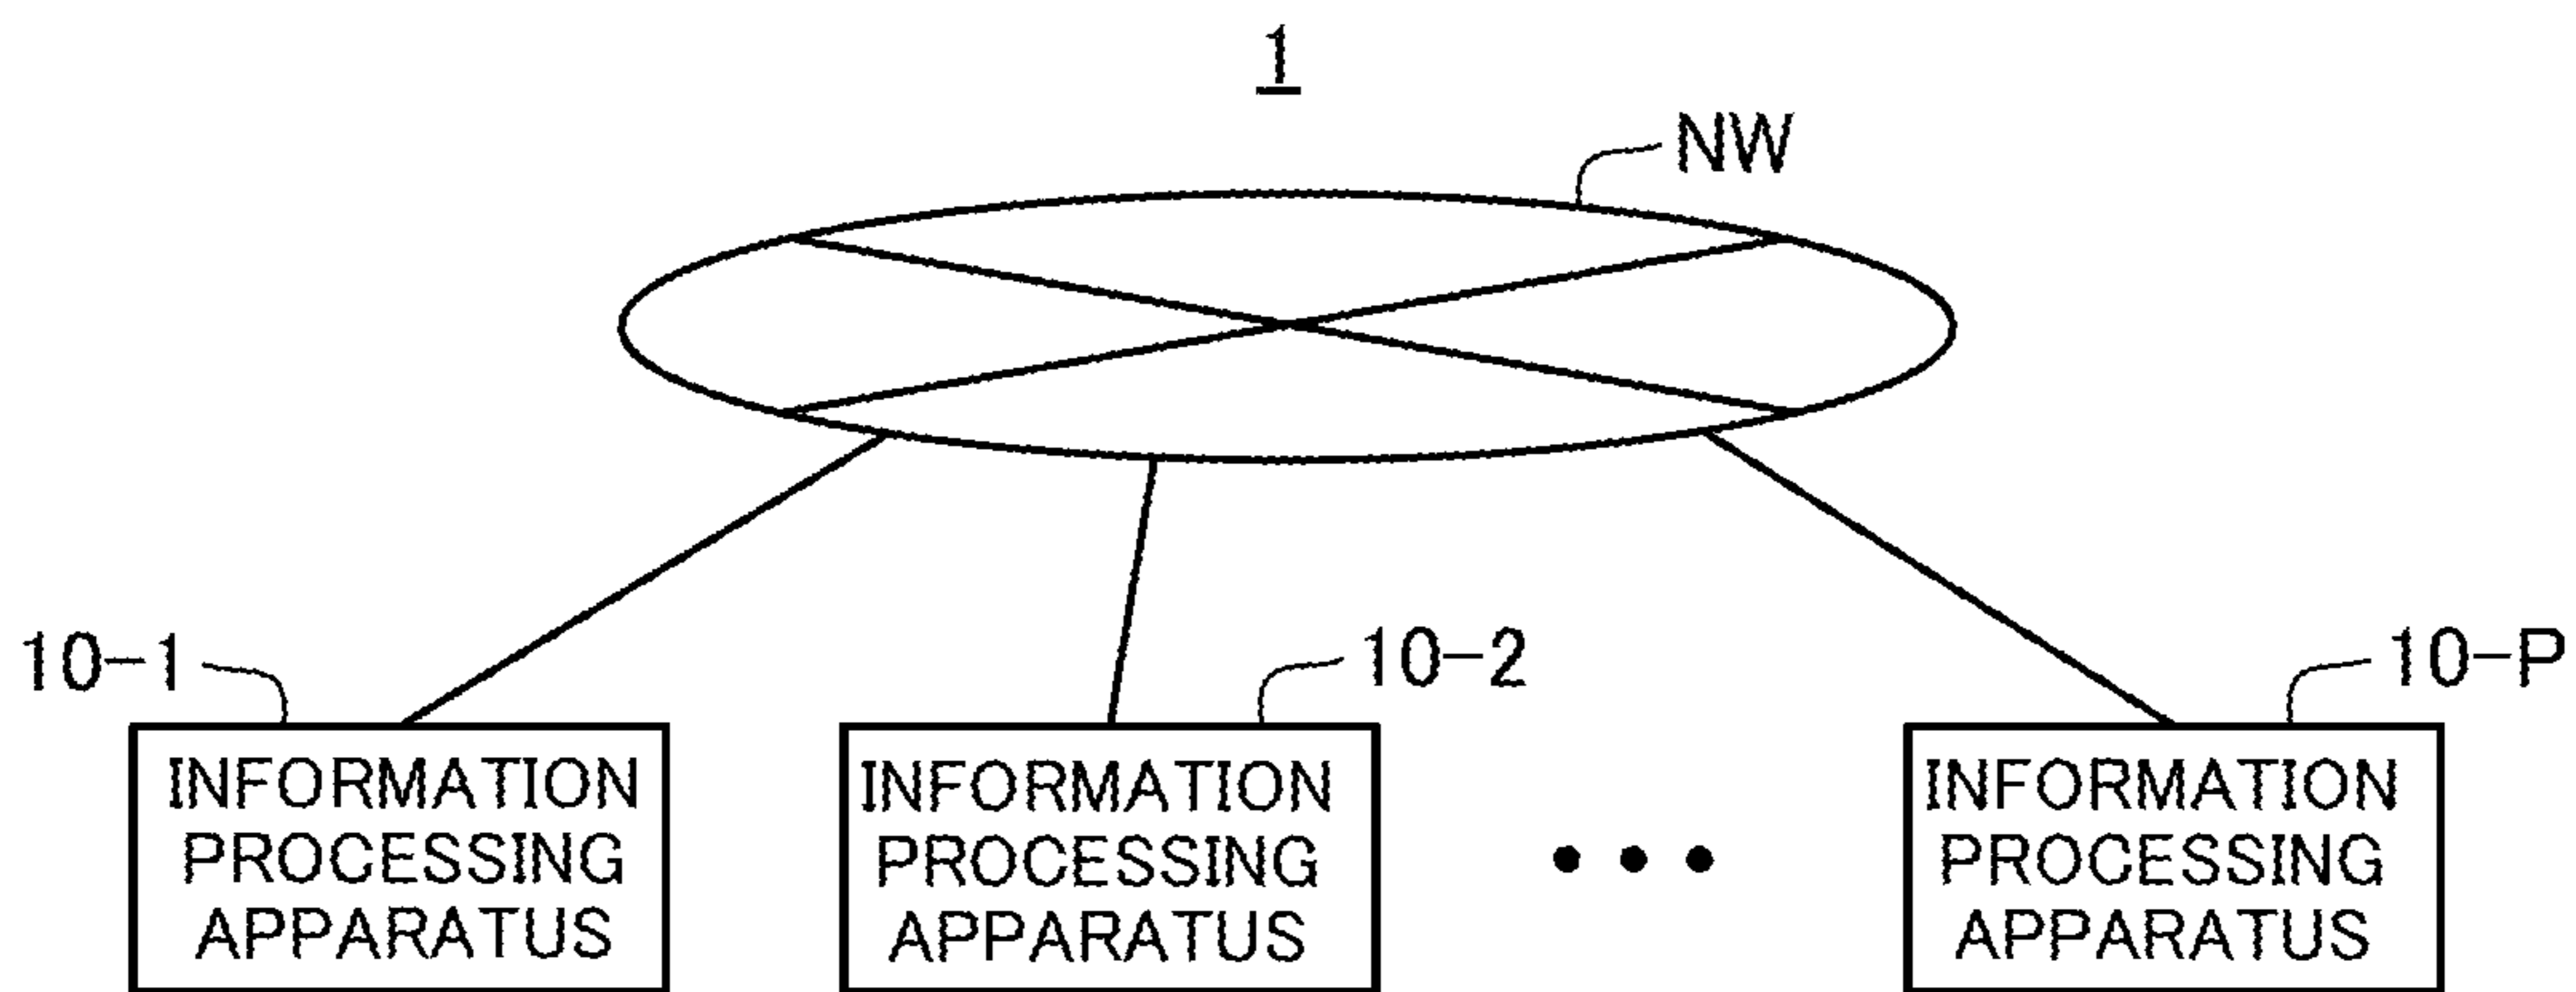 1
NW
10-1
10-2
10-P
INFORMATION
PROCESSING
APPARATUS
INFORMATION
PROCESSING
APPARATUS
• • •
INFORMATION
PROCESSING
APPARATUS